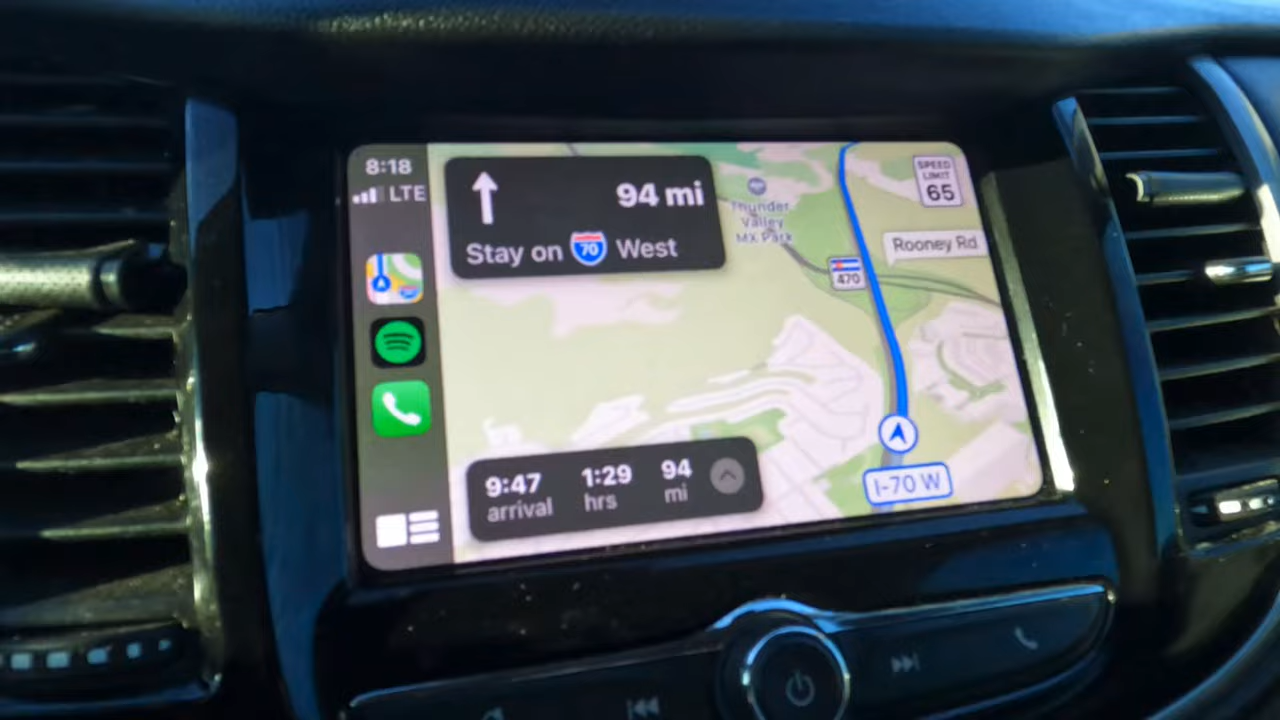 8:18
LTE
94 mi
Stay on 70 West
Thunder
Valley
MX Park
SPEED
LIMIT
65
Rooney Rd
470
I-70 W
9:47 1:29 94
arrival hrs mi